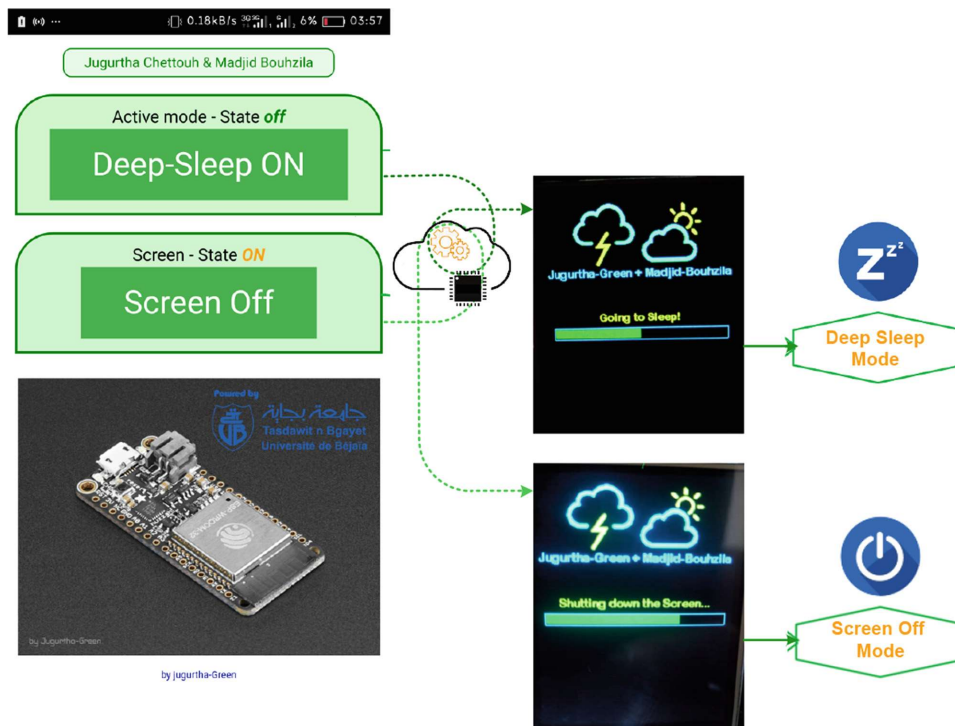 0.18kB/s 3G 3G G 6% 03:57
Jugurtha Chettouh & Madjid Bouhzila
Active mode - State off
Deep-Sleep ON
Screen - State ON
Screen Off
Powered by
جامعة بجاية
Tasdawit n Bgayet
Université de Béjaïa
by Jugurtha-Green
by jugurtha-Green
Jugurtha-Green + Madjid-Bouhzila
Going to Sleep!
Z z z
Deep Sleep
Mode
Jugurtha-Green + Madjid-Bouhzila
Shutting down the Screen...
Screen Off
Mode